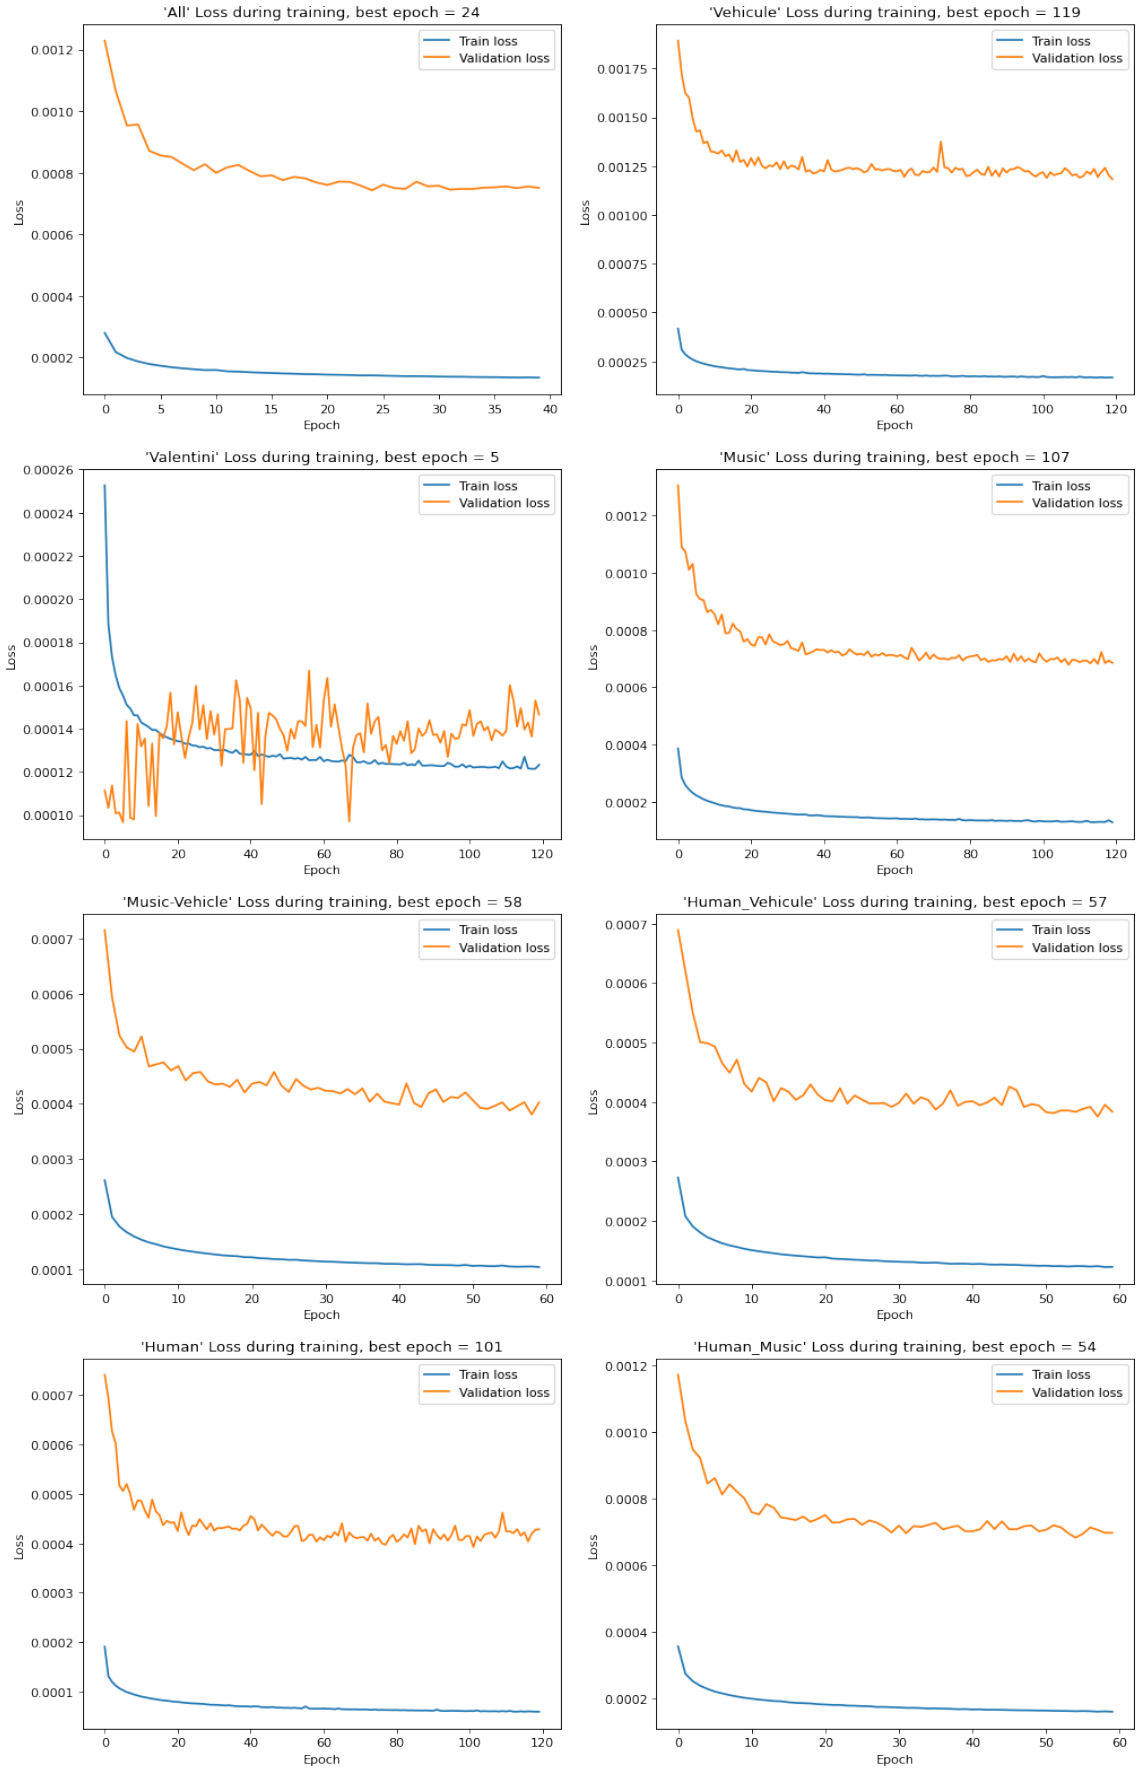 'All' Loss during training, best epoch = 24
Train loss
Validation loss
0.0012
0.0010
0.0008
0.0006
0.0004
0.0002
Loss
0 5 10 15 20 25 30 35 40
Epoch
'Vehicule' Loss during training, best epoch = 119
Train loss
Validation loss
0.00175
0.00150
0.00125
0.00100
0.00075
0.00050
0.00025
Loss
0 20 40 60 80 100 120
Epoch
'Valentini' Loss during training, best epoch = 5
Train loss
Validation loss
0.00026
0.00024
0.00022
0.00020
0.00018
0.00016
0.00014
0.00012
0.00010
Loss
0 20 40 60 80 100 120
Epoch
'Music' Loss during training, best epoch = 107
Train loss
Validation loss
0.0012
0.0010
0.0008
0.0006
0.0004
0.0002
Loss
0 20 40 60 80 100 120
Epoch
'Music-Vehicle' Loss during training, best epoch = 58
Train loss
Validation loss
0.0007
0.0006
0.0005
0.0004
0.0003
0.0002
0.0001
Loss
0 10 20 30 40 50 60
Epoch
'Human_Vehicule' Loss during training, best epoch = 57
Train loss
Validation loss
0.0007
0.0006
0.0005
0.0004
0.0003
0.0002
0.0001
Loss
0 10 20 30 40 50 60
Epoch
'Human' Loss during training, best epoch = 101
Train loss
Validation loss
0.0007
0.0006
0.0005
0.0004
0.0003
0.0002
0.0001
Loss
0 20 40 60 80 100 120
Epoch
'Human_Music' Loss during training, best epoch = 54
Train loss
Validation loss
0.0012
0.0010
0.0008
0.0006
0.0004
0.0002
Loss
0 10 20 30 40 50 60
Epoch